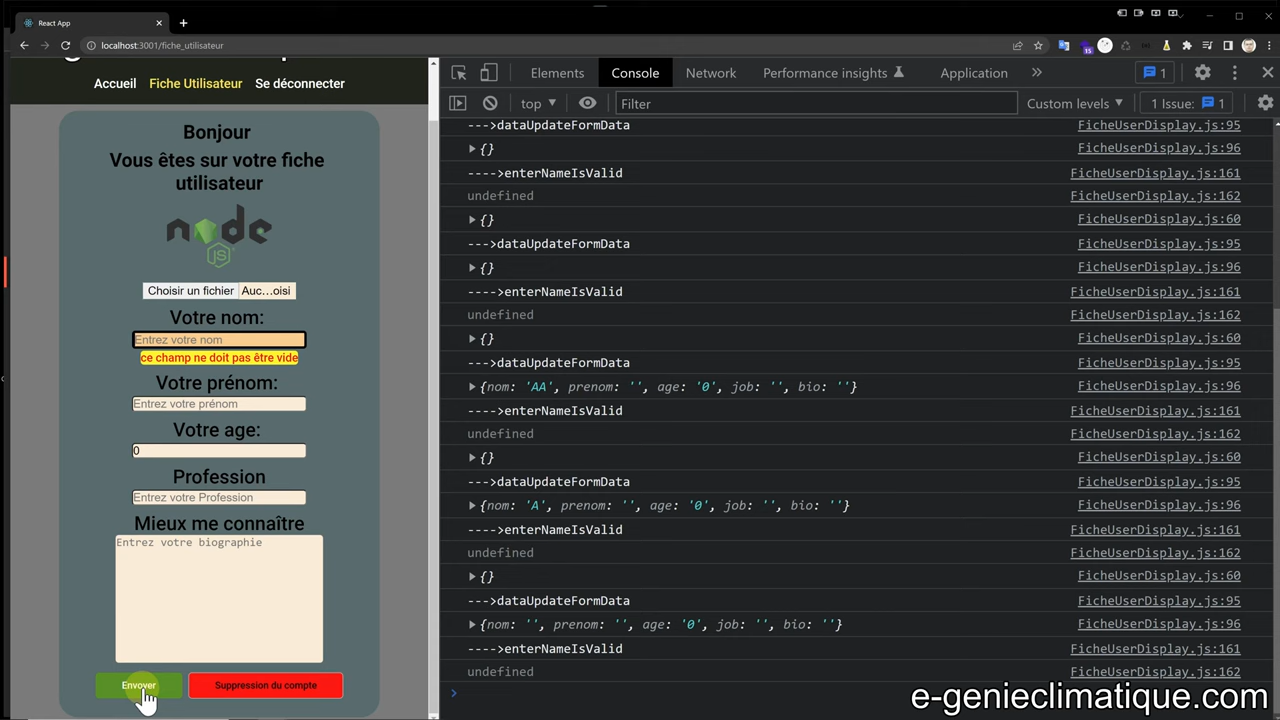 React App
localhost:3001/fiche_utilisateur
Accueil Fiche Utilisateur Se déconnecter
Bonjour
Vous êtes sur votre fiche
utilisateur
node
JS
Choisir un fichier Auc...oisi
Votre nom:
Entrez votre nom
ce champ ne doit pas être vide
Votre prénom:
Entrez votre prénom
Votre age:
0
Profession
Entrez votre Profession
Mieux me connaître
Entrez votre biographie
Envoyer Suppression du compte
Elements Console Network Performance insights Application 1
top Filter Custom levels 1 Issue: 1
--->dataUpdateFormData FicheUserDisplay.js:95
{} FicheUserDisplay.js:96
---->enterNameIsValid FicheUserDisplay.js:161
undefined FicheUserDisplay.js:162
{} FicheUserDisplay.js:60
--->dataUpdateFormData FicheUserDisplay.js:95
{} FicheUserDisplay.js:96
---->enterNameIsValid FicheUserDisplay.js:161
undefined FicheUserDisplay.js:162
{} FicheUserDisplay.js:60
--->dataUpdateFormData FicheUserDisplay.js:95
{nom: 'AA', prenom: '', age: '0', job: '', bio: ''} FicheUserDisplay.js:96
---->enterNameIsValid FicheUserDisplay.js:161
undefined FicheUserDisplay.js:162
{} FicheUserDisplay.js:60
--->dataUpdateFormData FicheUserDisplay.js:95
{nom: 'A', prenom: '', age: '0', job: '', bio: ''} FicheUserDisplay.js:96
---->enterNameIsValid FicheUserDisplay.js:161
undefined FicheUserDisplay.js:162
{} FicheUserDisplay.js:60
--->dataUpdateFormData FicheUserDisplay.js:95
{nom: '', prenom: '', age: '0', job: '', bio: ''} FicheUserDisplay.js:96
---->enterNameIsValid FicheUserDisplay.js:161
undefined FicheUserDisplay.js:162
e-genieclimatique.com